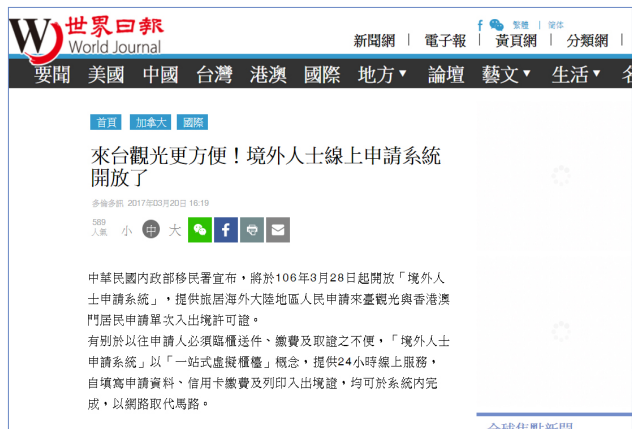 世界日報
World Journal
f 繁體 | 简体
新聞網 | 電子報 | 黃頁網 | 分類網 |
要聞 美國 中國 台灣 港澳 國際 地方▼ 論壇 藝文▼ 生活▼
首頁 加拿大 國際
來台觀光更方便！境外人士線上申請系統
開放了
多倫多訊 2017年03月20日 16:19
589
人氣 小 中 大 f
中華民國內政部移民署宣布，將於106年3月28日起開放「境外人
士申請系統」，提供旅居海外大陸地區人民申請來臺觀光與香港澳
門居民申請單次入出境許可證。
有別於以往申請人必須臨櫃送件、繳費及取證之不便，「境外人士
申請系統」以「一站式虛擬櫃檯」概念，提供24小時線上服務，
自填寫申請資料、信用卡繳費及列印入出境證，均可於系統內完
成，以網路取代馬路。